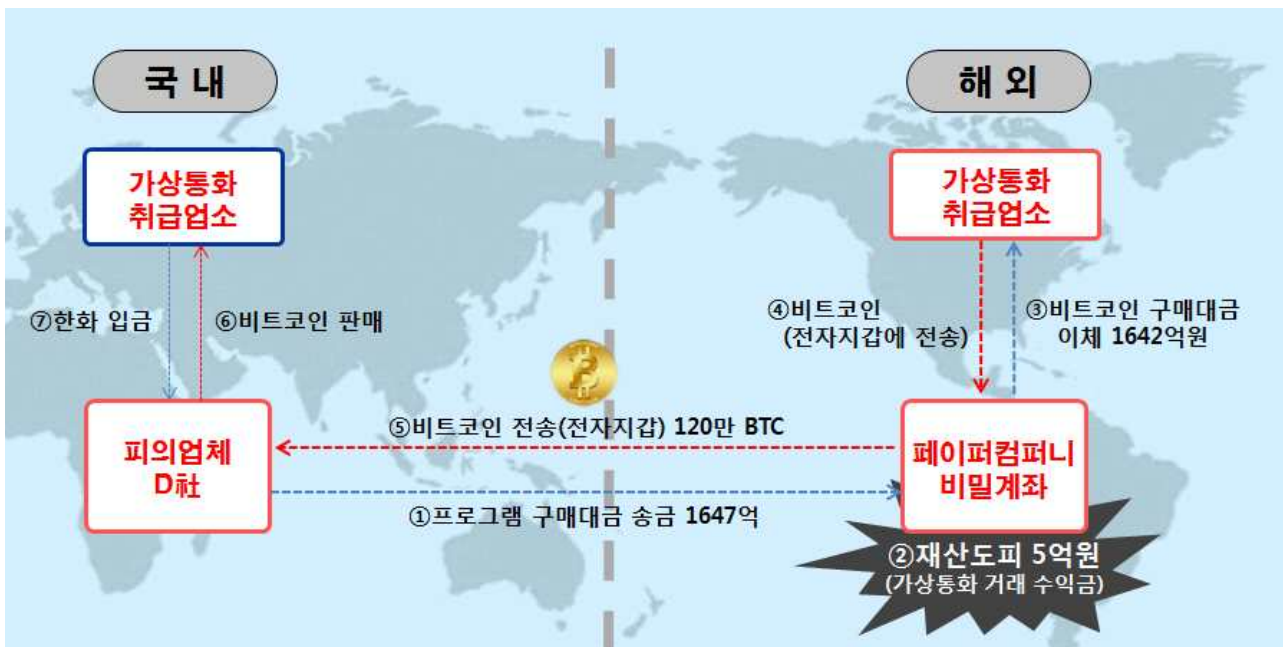 국 내
해 외
가상통화
취급업소
가상통화
취급업소
⑦한화 입금
⑥비트코인 판매
④비트코인
(전자지갑에 전송)
③비트코인 구매대금
이체 1642억원
⑤비트코인 전송(전자지갑) 120만 BTC
피의업체
D社
페이퍼컴퍼니
비밀계좌
①프로그램 구매대금 송금 1647억
②재산도피 5억원
(가상통화 거래 수익금)